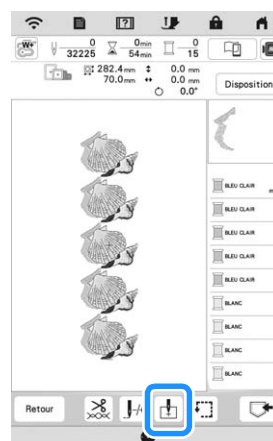 W+ 0 32225 0min 54min 0 15
282.4mm 0.0 mm
70.0mm 0.0 mm
0.0° Disposition
BLEU CLAIR
BLEU CLAIR
BLEU CLAIR
BLEU CLAIR
BLEU CLAIR
BLANC
BLANC
BLANC
BLANC
Retour